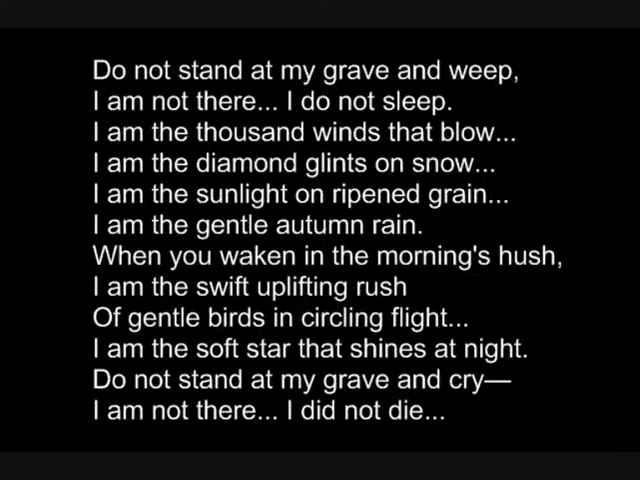 Do not stand at my grave and weep,
I am not there... I do not sleep.
I am the thousand winds that blow...
I am the diamond glints on snow...
I am the sunlight on ripened grain...
I am the gentle autumn rain.
When you waken in the morning's hush,
I am the swift uplifting rush
Of gentle birds in circling flight...
I am the soft star that shines at night.
Do not stand at my grave and cry—
I am not there... I did not die...